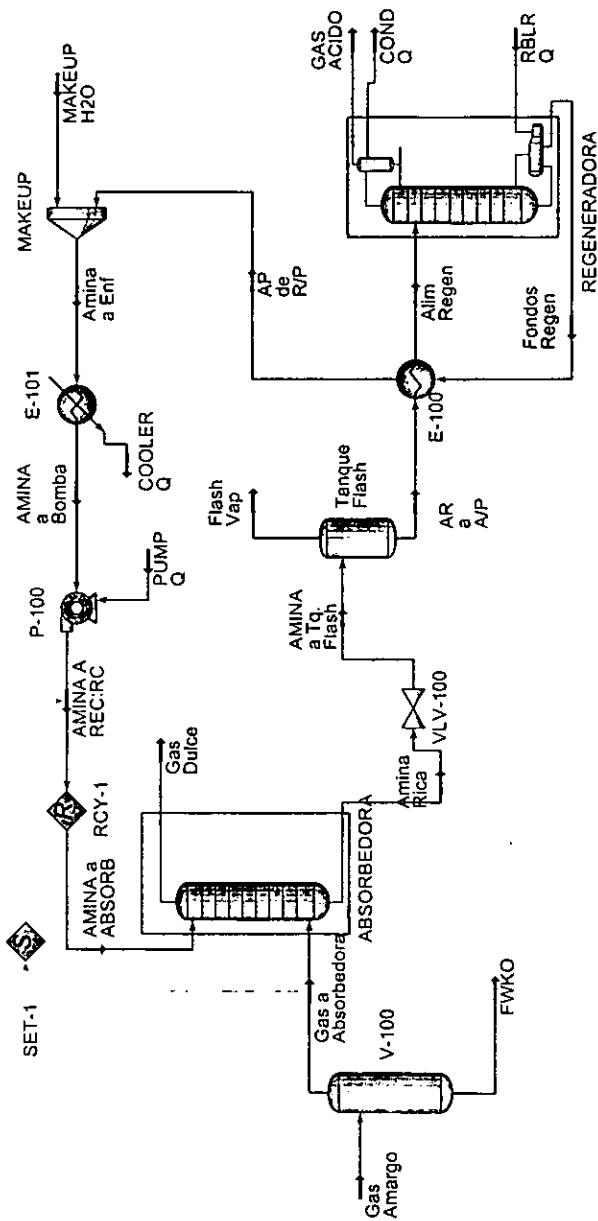 SET-1
RCY-1
AMINA A
REC:RC
P-100
PUMP
Q
AMINA
a
Bomba
E-101
COOLER
Q
Amina
a Enf
MAKEUP
MAKEUP
H2O
AMINA a
ABSORB
Gas
Dulce
ABSORBEDORA
Gas a
Absorbedora
Gas
Amargo
V-100
FWKO
Amina
Rica
VLV-100
AMINA
a Tq.
Flash
Flash
Vap
Tanque
Flash
AR
a
A/P
E-100
AP
de
R/P
Alim
Regen
Fondos
Regen
REGENERADORA
GAS
ACIDO
COND
Q
RBLR
Q